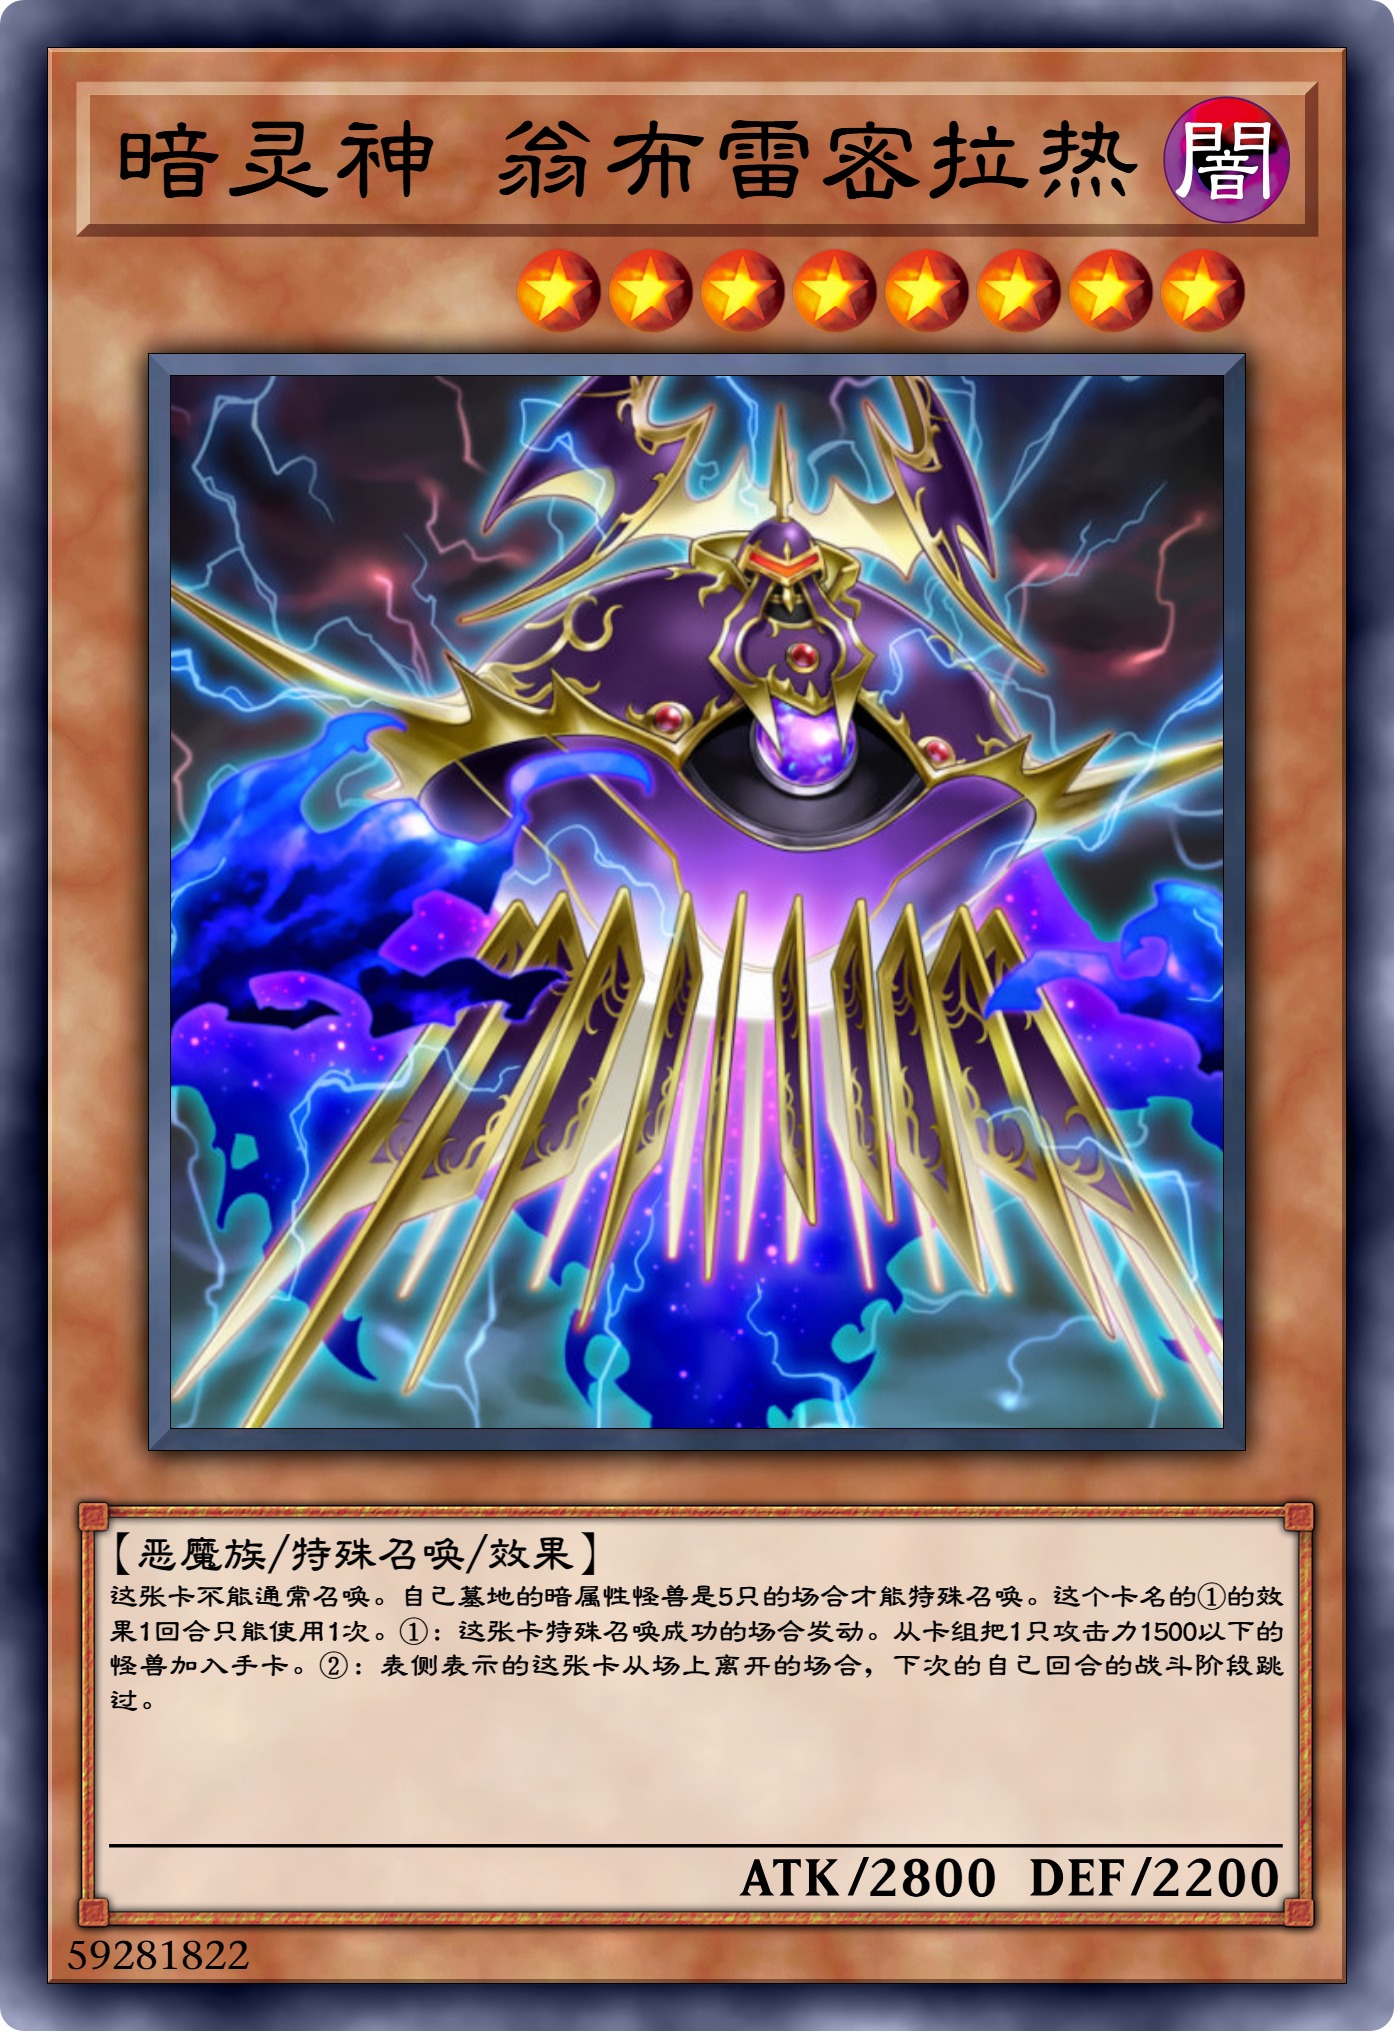 暗灵神 翁布雷密拉热 闇
【恶魔族/特殊召唤/效果】
这张卡不能通常召唤。自己墓地的暗属性怪兽是5只的场合才能特殊召唤。这个卡名的①的效
果1回合只能使用1次。①：这张卡特殊召唤成功的场合发动。从卡组把1只攻击力1500以下的
怪兽加入手卡。②：表侧表示的这张卡从场上离开的场合，下次的自己回合的战斗阶段跳
过。
ATK/2800 DEF/2200
59281822